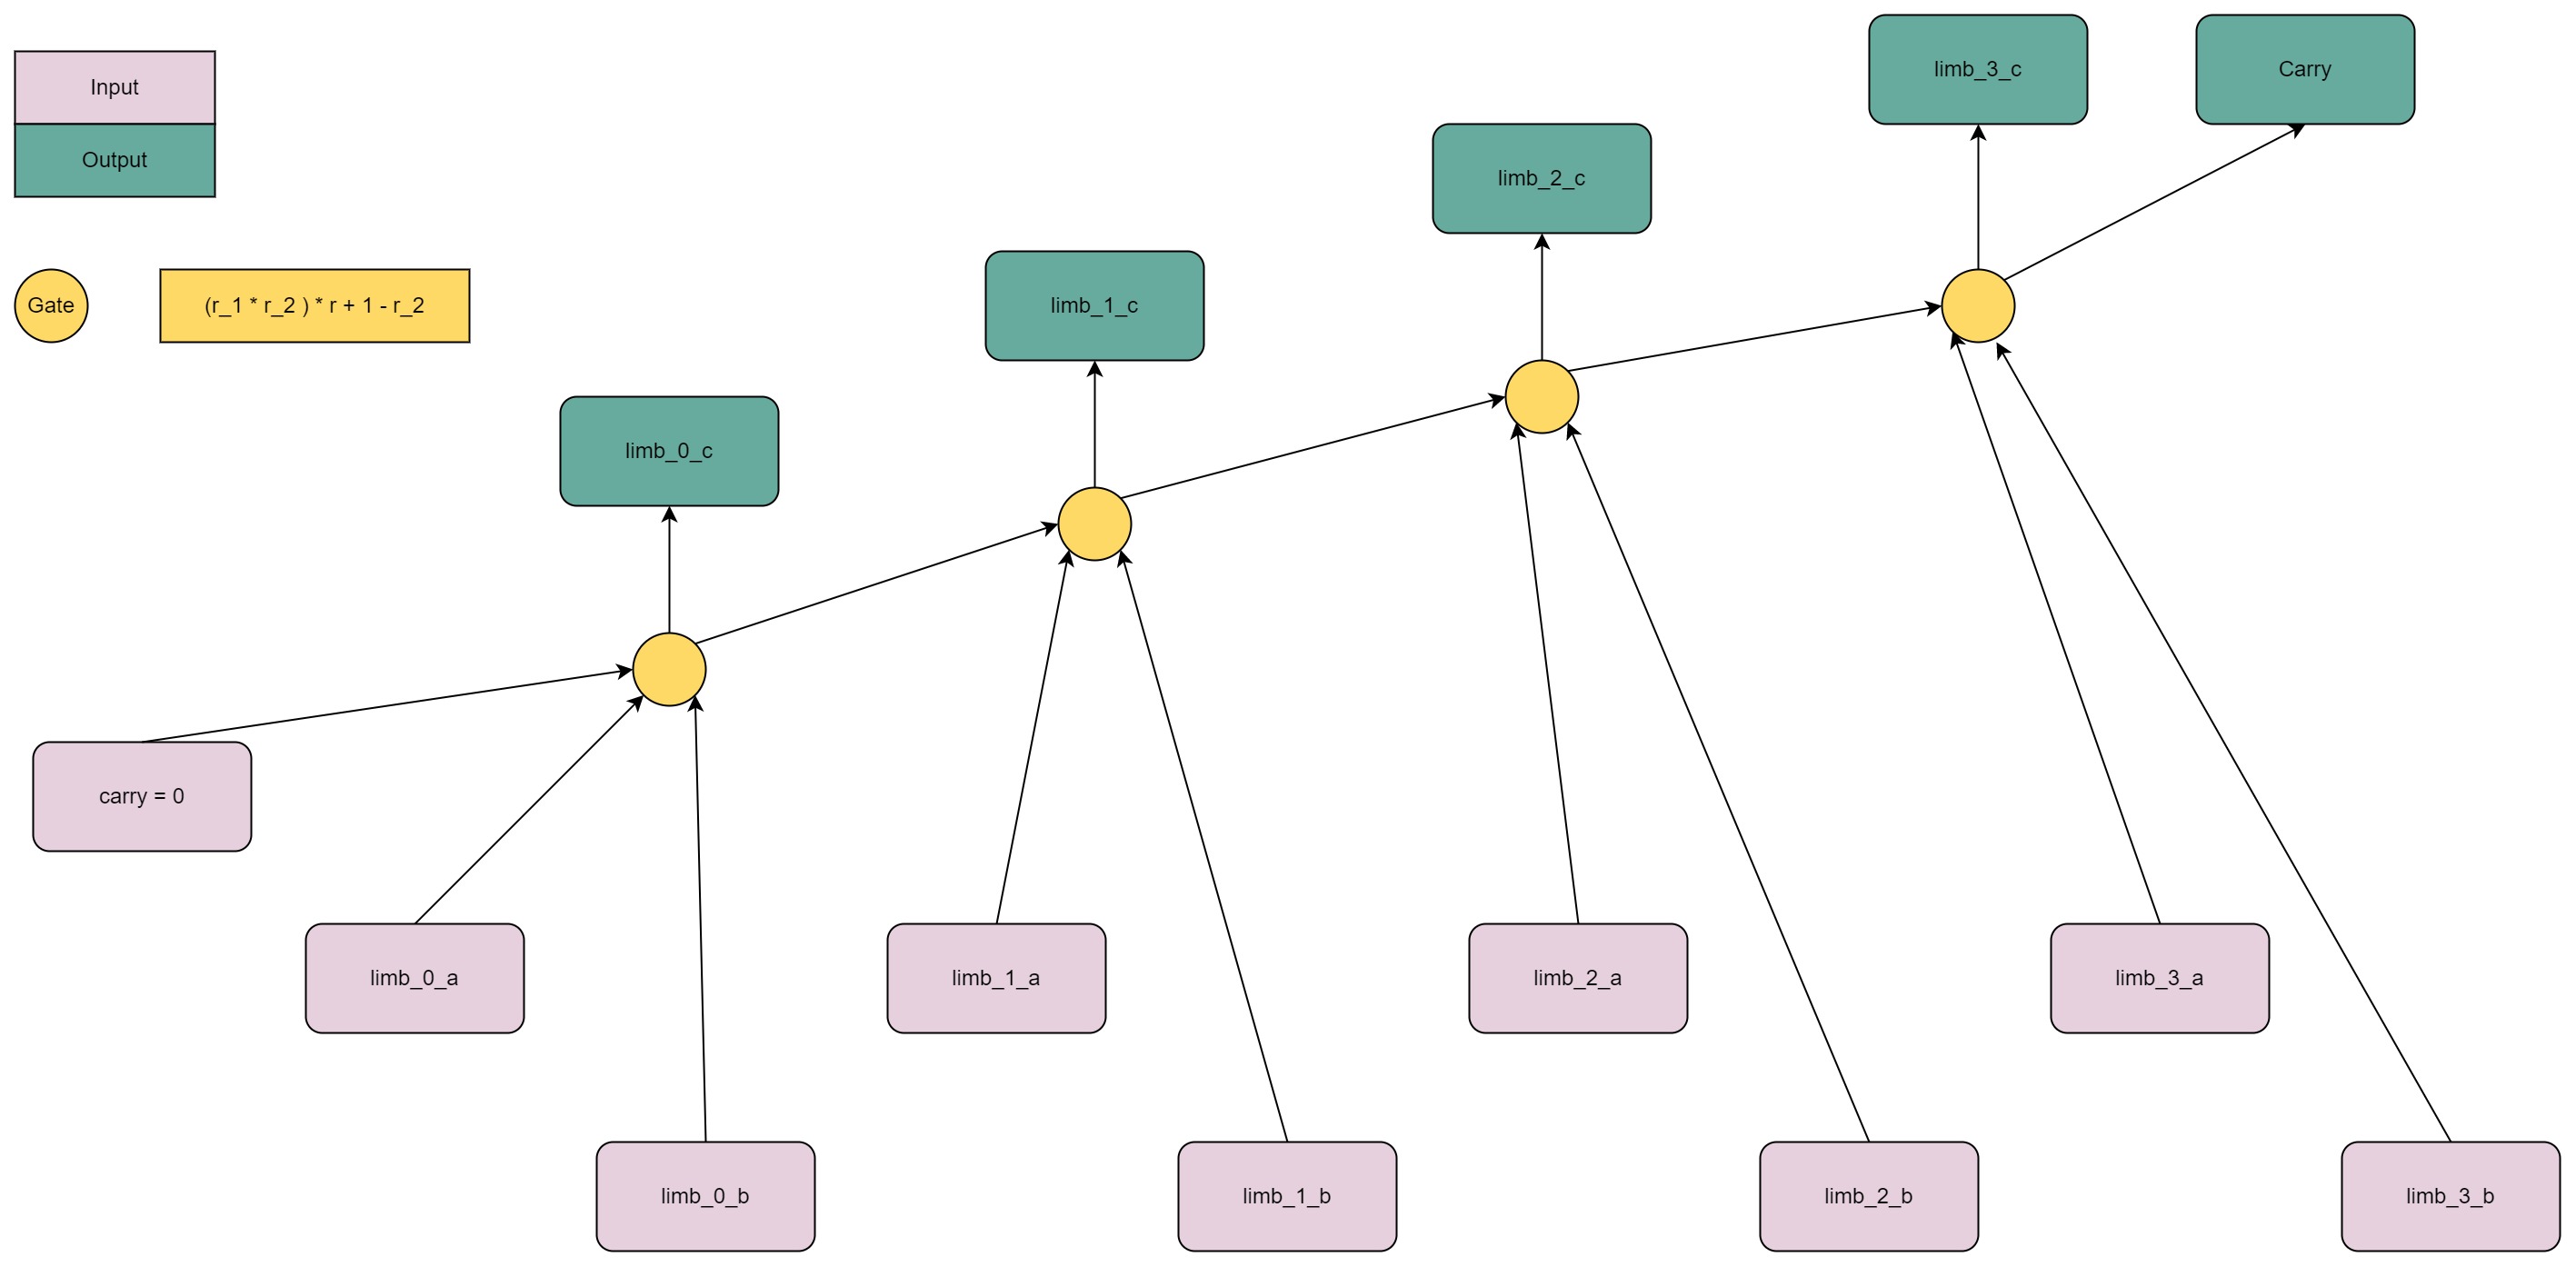 Input
Output
Gate
(r_1 * r_2 ) * r + 1 - r_2
limb_3_c
Carry
limb_2_c
limb_1_c
limb_0_c
carry = 0
limb_0_a
limb_1_a
limb_2_a
limb_3_a
limb_0_b
limb_1_b
limb_2_b
limb_3_b